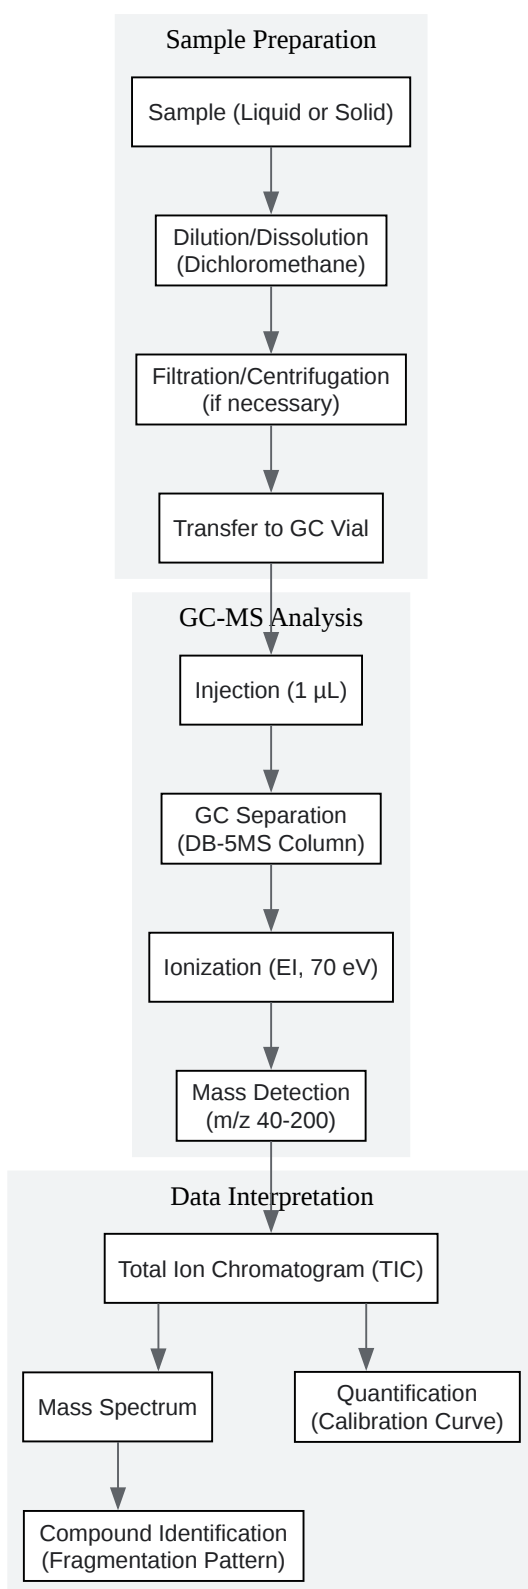 Sample Preparation
Sample (Liquid or Solid)
Dilution/Dissolution
(Dichloromethane)
Filtration/Centrifugation
(if necessary)
Transfer to GC Vial
GC-MS Analysis
Injection (1 µL)
GC Separation
(DB-5MS Column)
Ionization (EI, 70 eV)
Mass Detection
(m/z 40-200)
Data Interpretation
Total Ion Chromatogram (TIC)
Mass Spectrum
Quantification
(Calibration Curve)
Compound Identification
(Fragmentation Pattern)